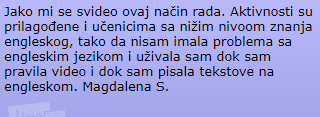 Jako mi se svideo ovaj način rada. Aktivnosti su
prilagođene i učenicima sa nižim nivoom znanja
engleskog, tako da nisam imala problema sa
engleskim jezikom i uživala sam dok sam
pravila video i dok sam pisala tekstove na
engleskom. Magdalena S.